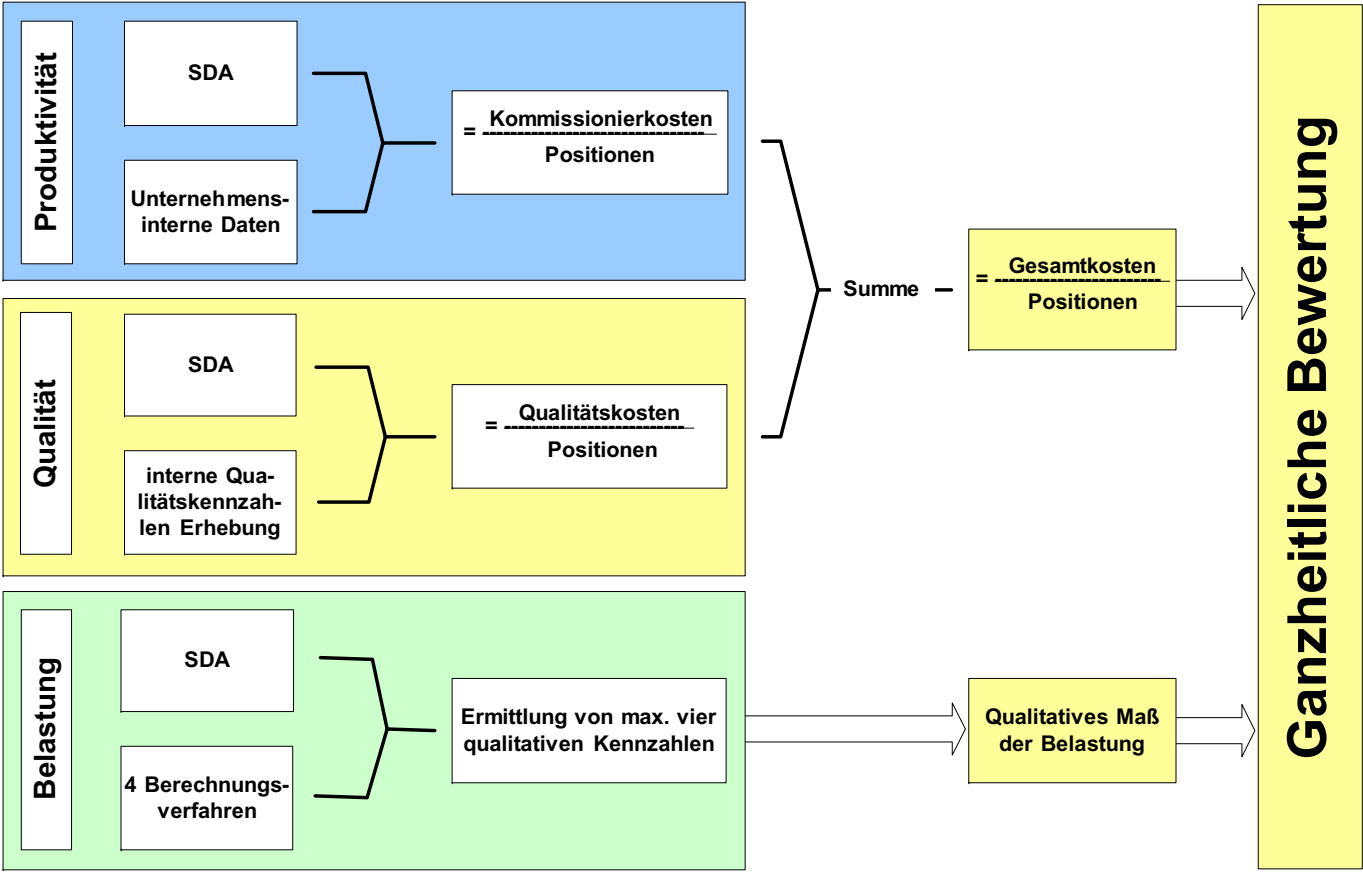 Produktivität
SDA
Unternehmens-
interne Daten
= Kommissionierkosten
Positionen
Qualität
SDA
interne Qua-
litätskennzah-
len Erhebung
= Qualitätskosten
Positionen
Summe
= Gesamtkosten
Positionen
Belastung
SDA
4 Berechnungs-
verfahren
Ermittlung von max. vier
qualitativen Kennzahlen
Qualitatives Maß
der Belastung
Ganzheitliche Bewertung